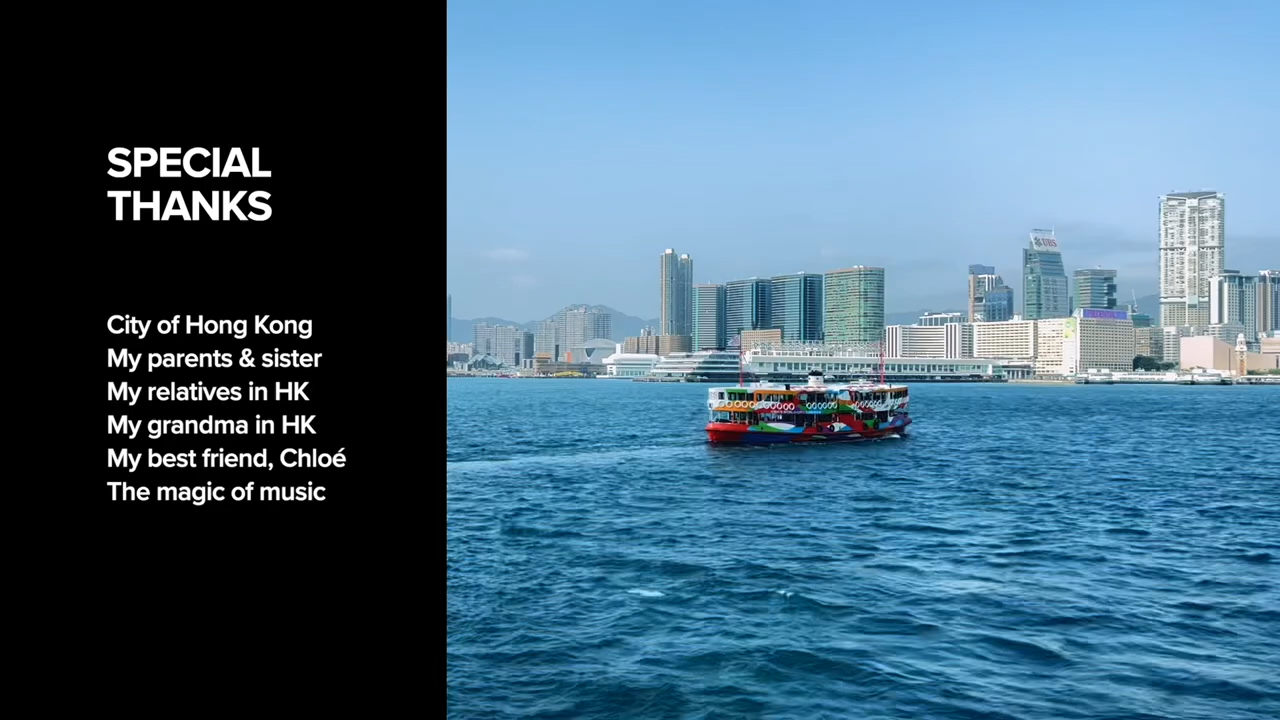 SPECIAL
THANKS
City of Hong Kong
My parents & sister
My relatives in HK
My grandma in HK
My best friend, Chloé
The magic of music
UBS